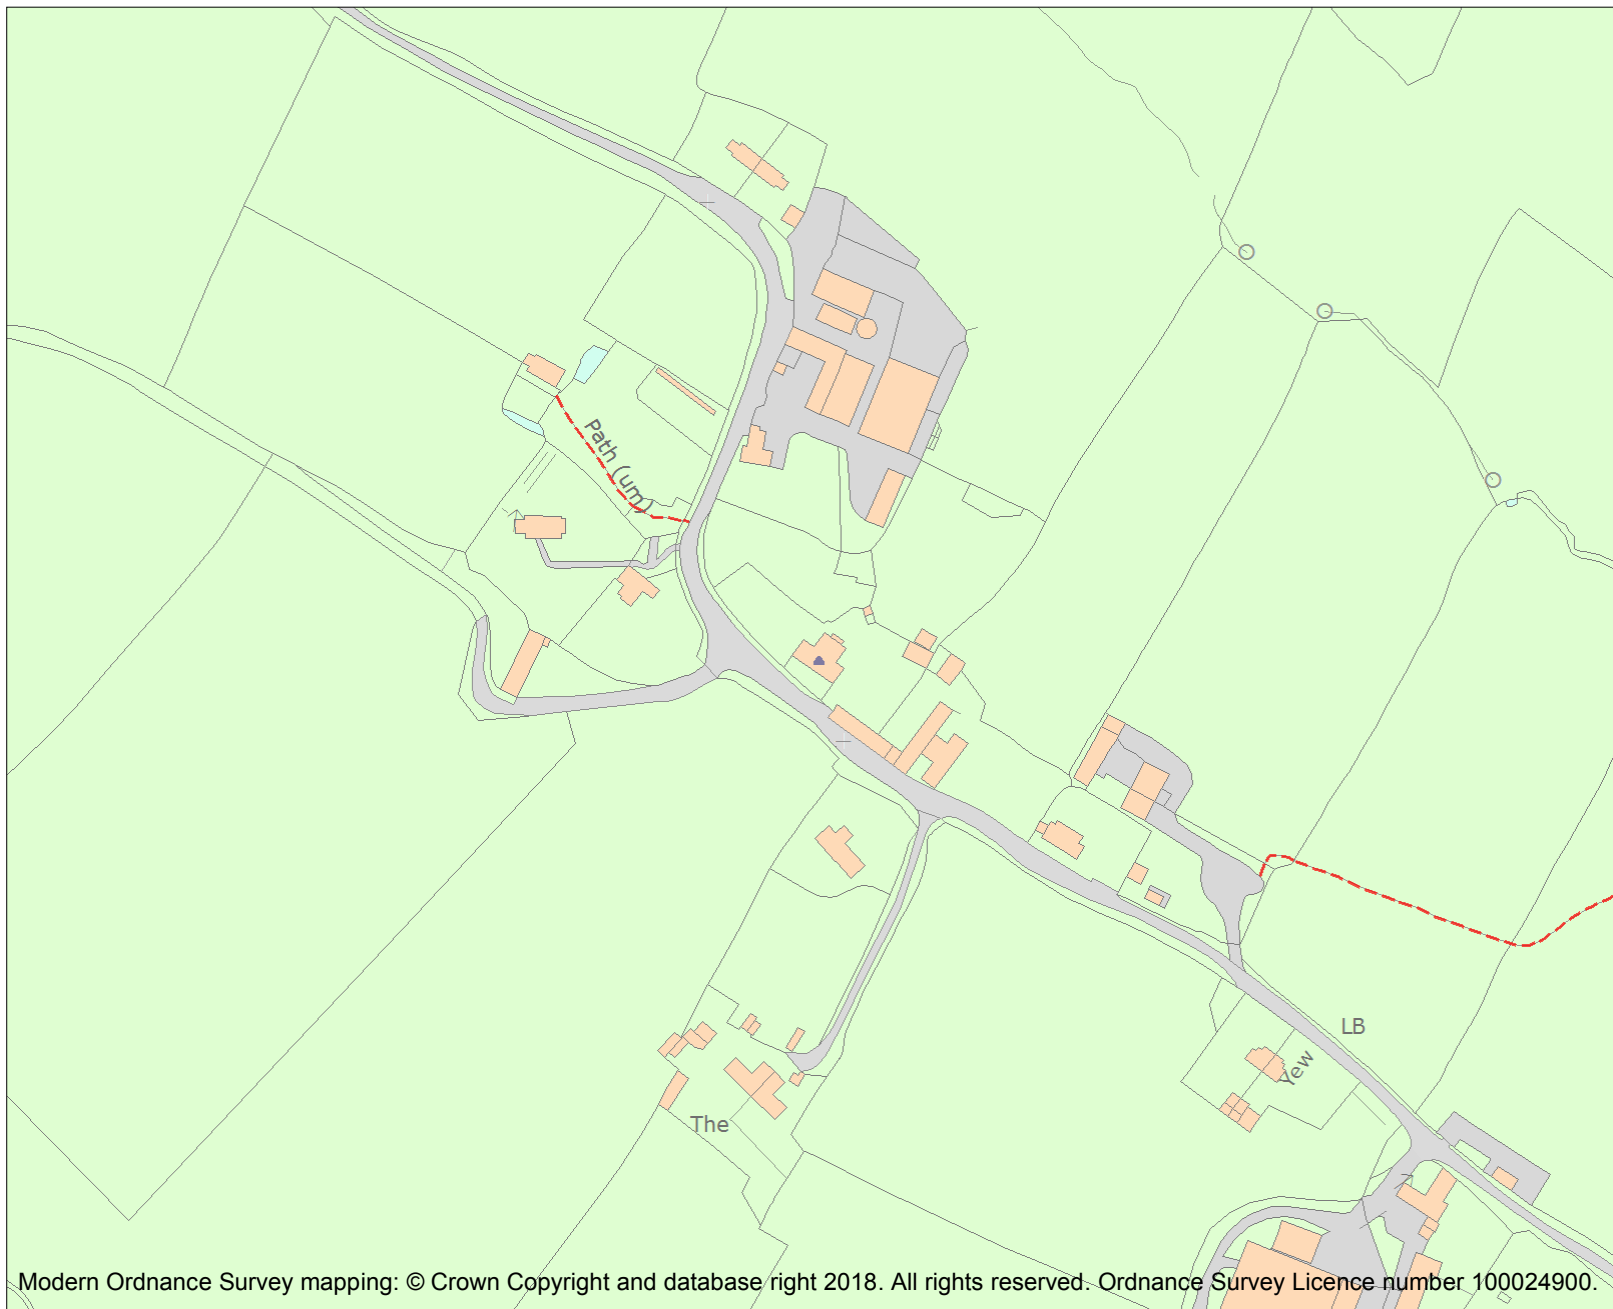 Path (um)
LB
Yew
The
Modern Ordnance Survey mapping: © Crown Copyright and database right 2018. All rights reserved. Ordnance Survey Licence number 100024900.